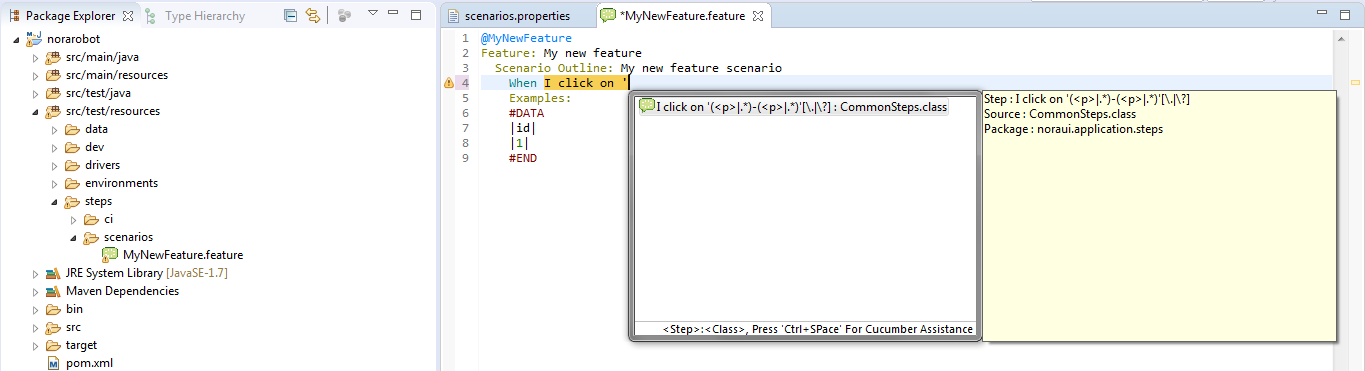 Package Explorer
Type Hierarchy
norarobot
src/main/java
src/main/resources
src/test/java
src/test/resources
data
dev
drivers
environments
steps
ci
scenarios
MyNewFeature.feature
JRE System Library [JavaSE-1.7]
Maven Dependencies
bin
src
target
pom.xml
scenarios.properties
*MyNewFeature.feature
1 @MyNewFeature
2 Feature: My new feature
3 Scenario Outline: My new feature scenario
4 When I click on '
5 Examples:
6 #DATA
7 |id|
8 |1|
9 #END
I click on '(<p>|.*)-(<p>|.*)'[\.|\?] : CommonSteps.class
<Step>:<Class>, Press 'Ctrl+SPace' For Cucumber Assistance
Step : I click on '(<p>|.*)-(<p>|.*)'[\.|\?]
Source : CommonSteps.class
Package : noraui.application.steps